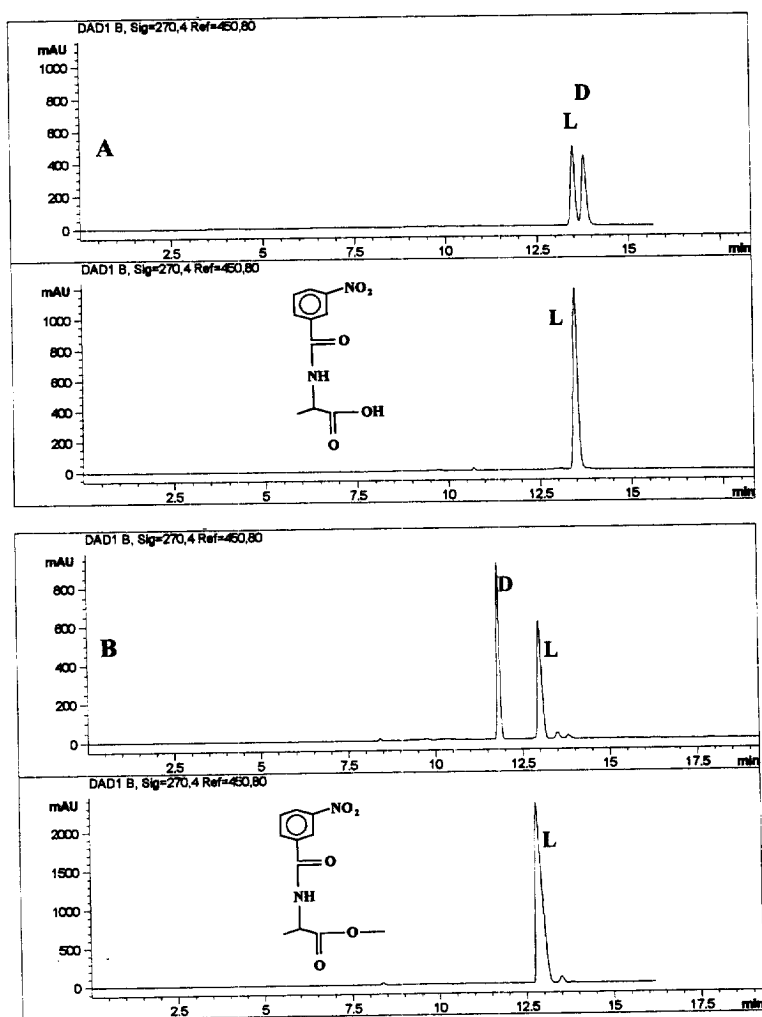 DAD1 B, Sig=270,4 Ref=450,80
mAU
1000
800
600
400
200
0
A
D
L
2.5 5 7.5 10 12.5 15 min
DAD1 B, Sig=270,4 Ref=450,80
mAU
1000
800
600
400
200
0
NO2
O
NH
OH
O
L
2.5 5 7.5 10 12.5 15 min
DAD1 B, Sig=270,4 Ref=450,80
mAU
800
600
400
200
0
B
D
L
2.5 5 7.5 10 12.5 15 17.5 min
DAD1 B, Sig=270,4 Ref=450,80
mAU
2000
1500
1000
500
0
NO2
O
NH
O
O
L
2.5 5 7.5 10 12.5 15 17.5 min